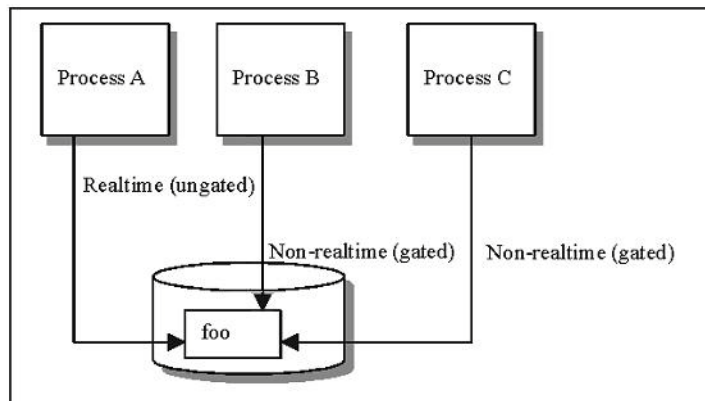 Process A
Process B
Process C
Realtime (ungated)
Non-realtime (gated)
Non-realtime (gated)
foo